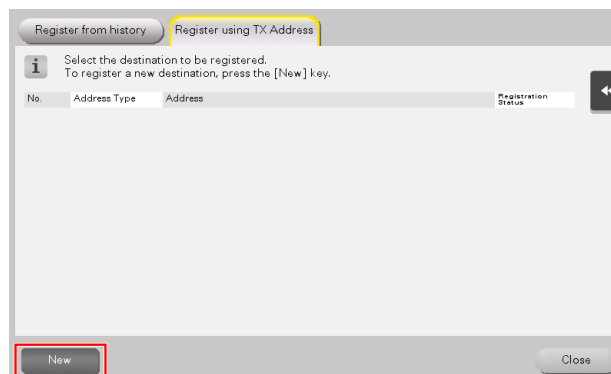 Register from history
Register using TX Address
i
Select the destination to be registered.
To register a new destination, press the [New] key.
No.
Address Type
Address
Registration
Status
New
Close